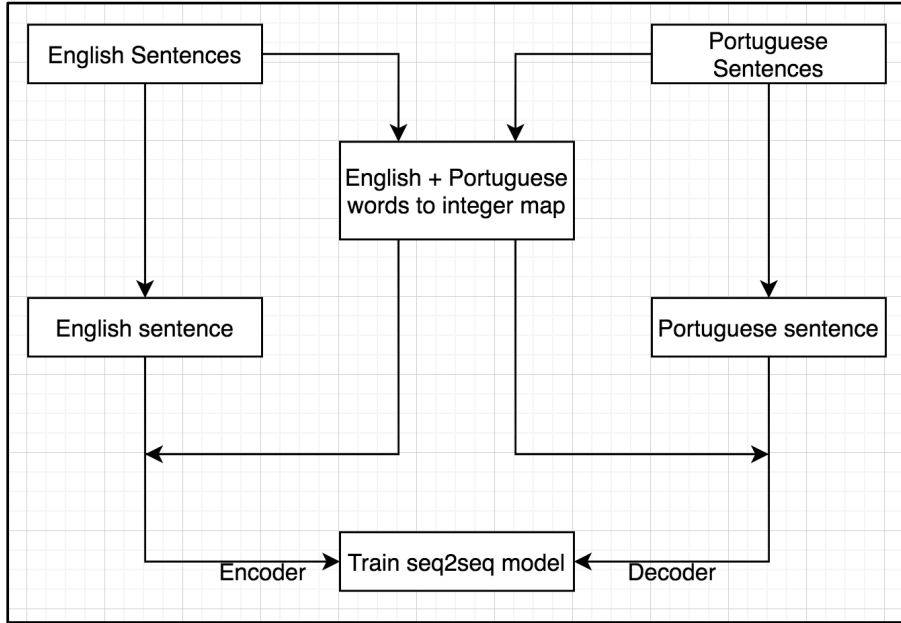 English Sentences
Portuguese
Sentences
English + Portuguese
words to integer map
English sentence
Portuguese sentence
Encoder
Train seq2seq model
Decoder